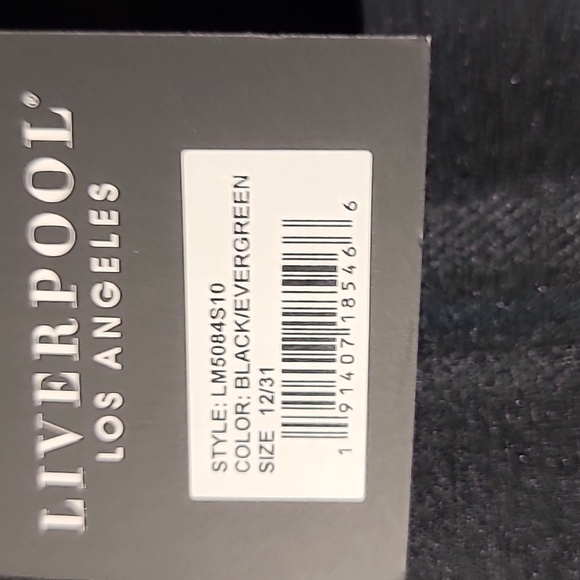 LIVERPOOL®
LOS ANGELES
STYLE: LM5084S10
COLOR: BLACK/EVERGREEN
SIZE 12/31
1 91407 18546 6